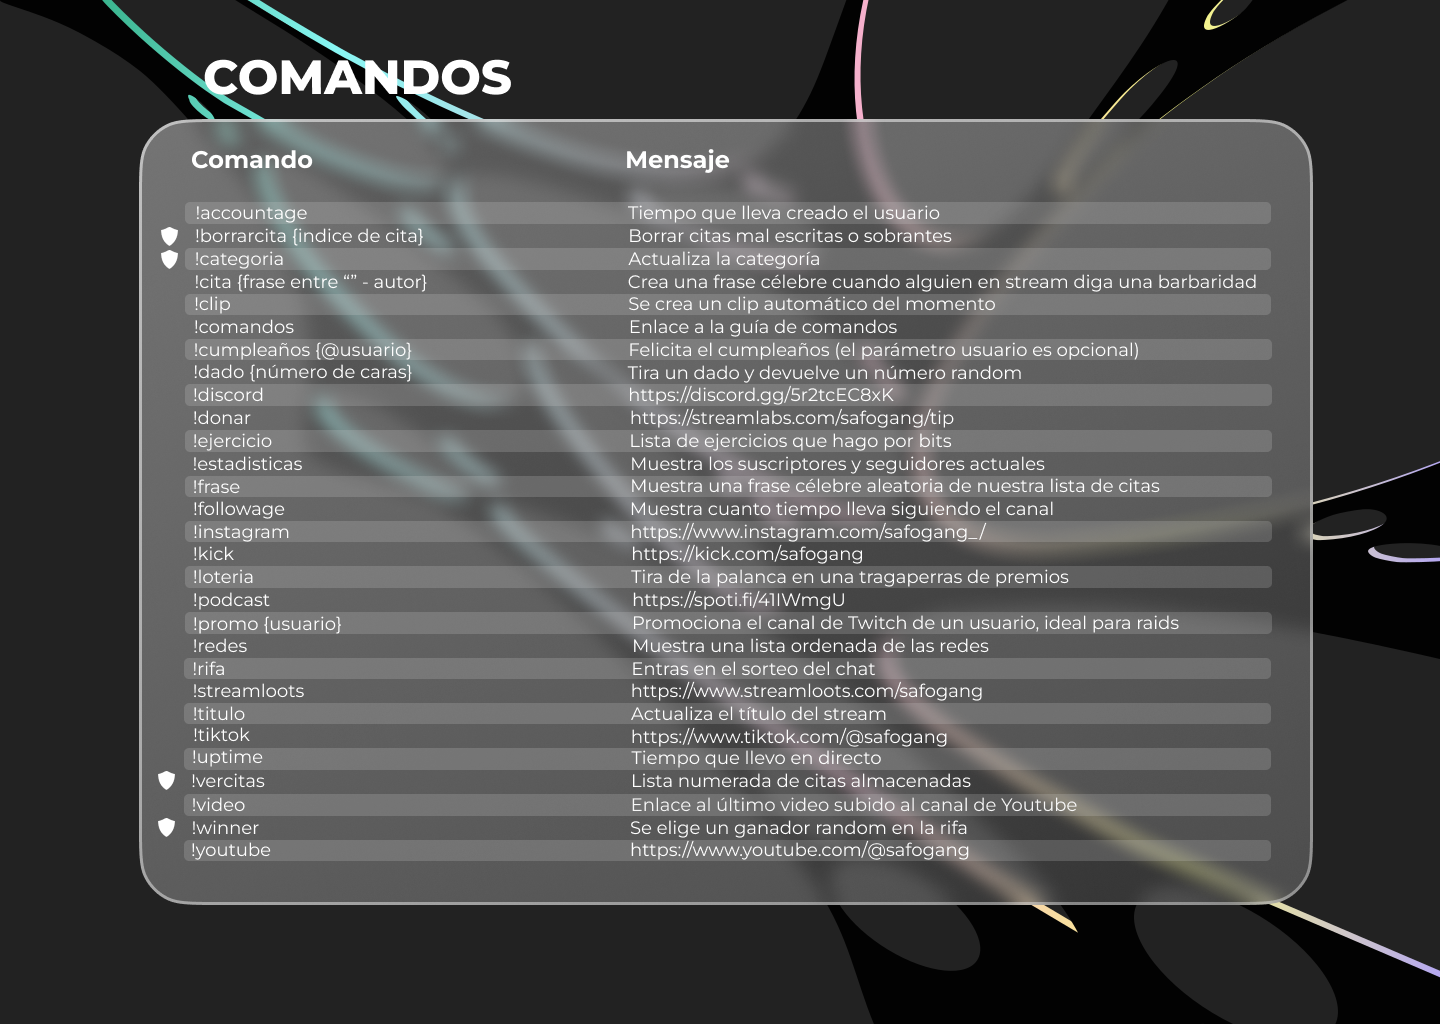 COMANDOS
Comando Mensaje
!accountage Tiempo que lleva creado el usuario
!borrarcita {indice de cita} Borrar citas mal escritas o sobrantes
!categoria Actualiza la categoría
!cita {frase entre “” - autor} Crea una frase célebre cuando alguien en stream diga una barbaridad
!clip Se crea un clip automático del momento
!comandos Enlace a la guía de comandos
!cumpleaños {@usuario} Felicita el cumpleaños (el parámetro usuario es opcional)
!dado {número de caras} Tira un dado y devuelve un número random
!discord https://discord.gg/5r2tcEC8xK
!donar https://streamlabs.com/safogang/tip
!ejercicio Lista de ejercicios que hago por bits
!estadisticas Muestra los suscriptores y seguidores actuales
!frase Muestra una frase célebre aleatoria de nuestra lista de citas
!followage Muestra cuanto tiempo lleva siguiendo el canal
!instagram https://www.instagram.com/safogang_/
!kick https://kick.com/safogang
!loteria Tira de la palanca en una tragaperras de premios
!podcast https://spoti.fi/41IWmgU
!promo {usuario} Promociona el canal de Twitch de un usuario, ideal para raids
!redes Muestra una lista ordenada de las redes
!rifa Entras en el sorteo del chat
!streamloots https://www.streamloots.com/safogang
!titulo Actualiza el título del stream
!tiktok https://www.tiktok.com/@safogang
!uptime Tiempo que llevo en directo
!vercitas Lista numerada de citas almacenadas
!video Enlace al último video subido al canal de Youtube
!winner Se elige un ganador random en la rifa
!youtube https://www.youtube.com/@safogang